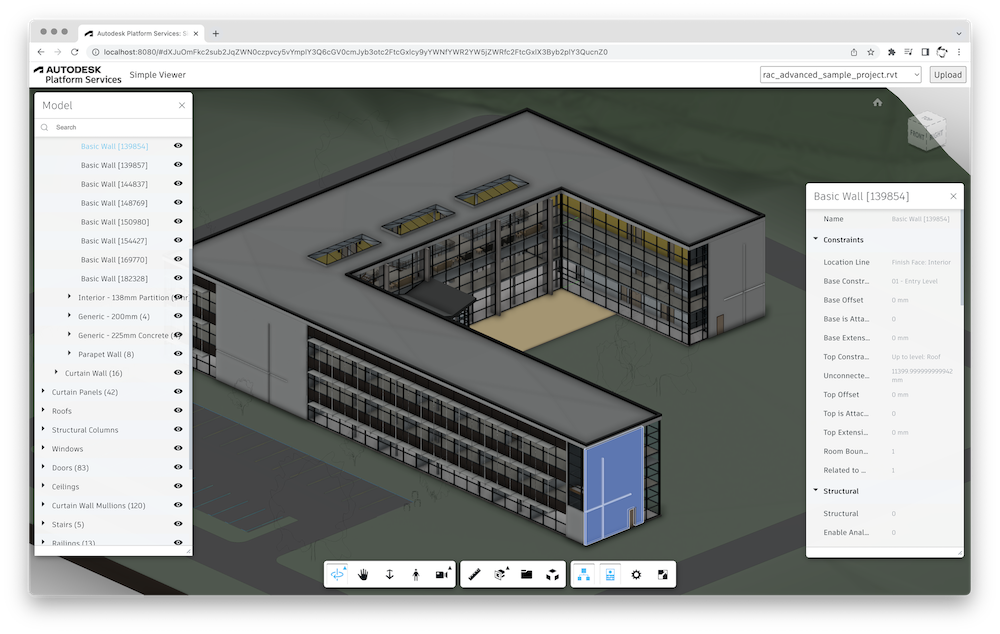 Autodesk Platform Services: S
AUTODESK
Platform Services
Simple Viewer
rac_advanced_sample_project.rvt
Upload
Model
Search
Basic Wall [139854]
Basic Wall [139857]
Basic Wall [144837]
Basic Wall [148769]
Basic Wall [150980]
Basic Wall [154427]
Basic Wall [169770]
Basic Wall [182328]
Interior - 138mm Partition (
Generic - 200mm (4)
Generic - 225mm Concrete (
Parapet Wall (8)
Curtain Wall (16)
Curtain Panels (42)
Roofs
Structural Columns
Windows
Doors (83)
Ceilings
Curtain Wall Mullions (120)
Stairs (5)
Railings (13)
TOP
FRONT
RIGHT
Basic Wall [139854]
Name Basic Wall [139854]
Constraints
Location Line Finish Face: Interior
Base Constr... 01 - Entry Level
Base Offset 0 mm
Base is Atta... 0
Base Extens... 0 mm
Top Constra... Up to level: Roof
Unconnecte... 11399.999999999942
mm
Top Offset 0 mm
Top is Attac... 0
Top Extensi... 0 mm
Room Boun... 1
Related to ... 1
Structural
Structural 0
Enable Anal... 0